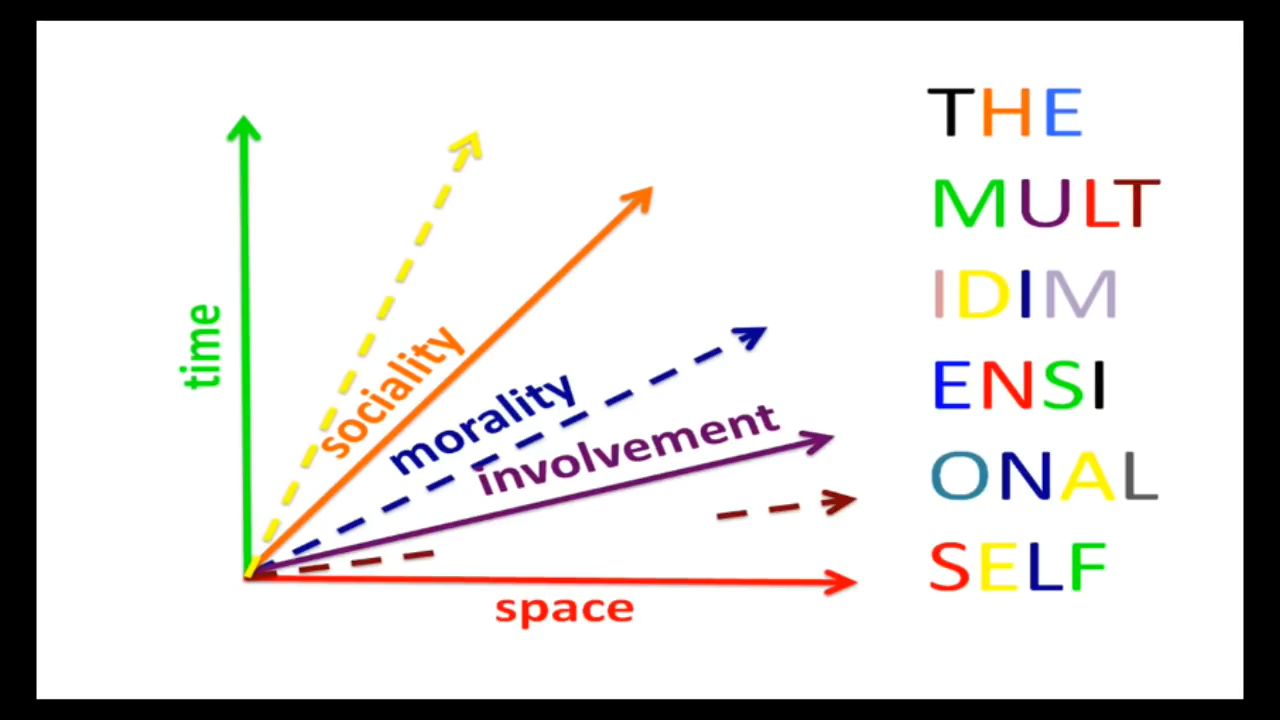 THE
MULT
IDIM
ENSI
ONAL
SELF
time
sociality
morality
involvement
space